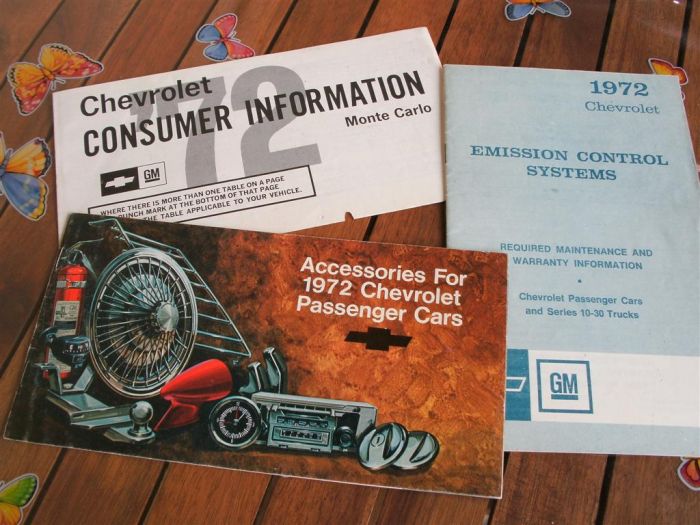 Chevrolet
'72
CONSUMER INFORMATION
Monte Carlo
GM
WHERE THERE IS MORE THAN ONE TABLE ON A PAGE
PUNCH MARK AT THE BOTTOM OF THAT PAGE
THE TABLE APPLICABLE TO YOUR VEHICLE.
1972
Chevrolet
EMISSION CONTROL
SYSTEMS
REQUIRED MAINTENANCE AND
WARRANTY INFORMATION
•
Chevrolet Passenger Cars
and Series 10-30 Trucks
GM
Accessories For
1972 Chevrolet
Passenger Cars